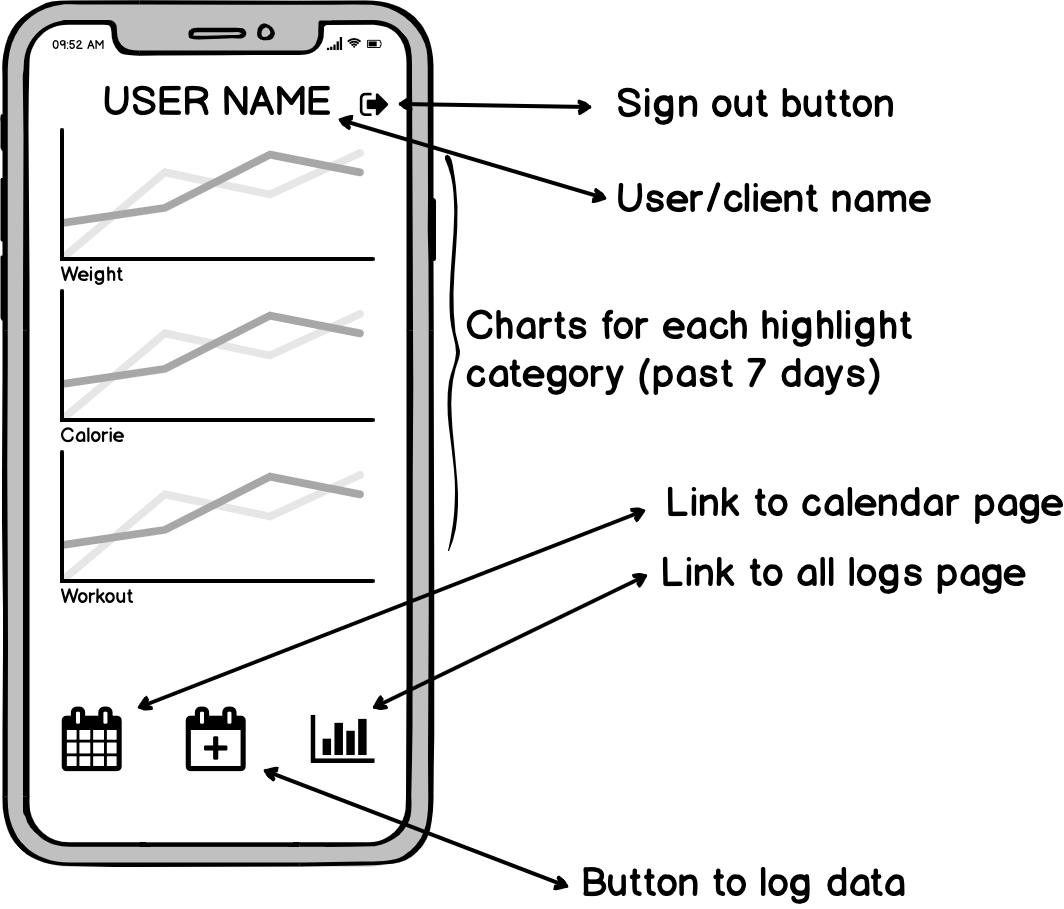 09:52 AM
USER NAME
Sign out button
User/client name
Weight
Charts for each highlight
category (past 7 days)
Calorie
Link to calendar page
Link to all logs page
Workout
Button to log data